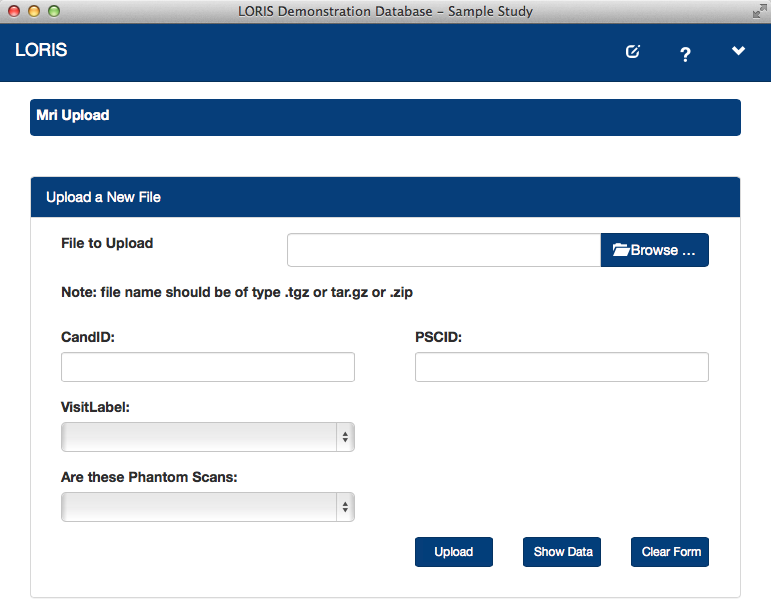 LORIS Demonstration Database – Sample Study
LORIS
?
Mri Upload
Upload a New File
File to Upload
Browse ...
Note: file name should be of type .tgz or tar.gz or .zip
CandID:
PSCID:
VisitLabel:
Are these Phantom Scans:
Upload
Show Data
Clear Form